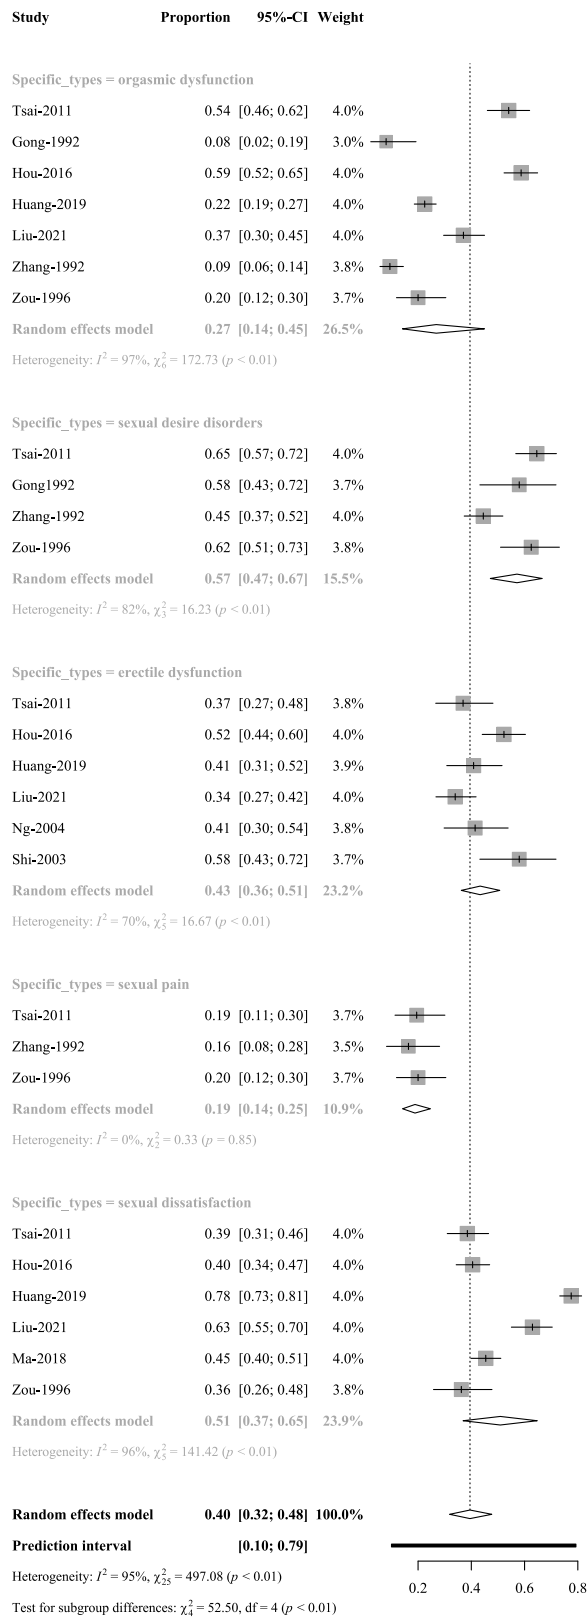 Study Proportion 95%-CI Weight
Specific_types = orgasmic dysfunction
Tsai-2011 0.54 [0.46; 0.62] 4.0%
Gong-1992 0.08 [0.02; 0.19] 3.0%
Hou-2016 0.59 [0.52; 0.65] 4.0%
Huang-2019 0.22 [0.19; 0.27] 4.0%
Liu-2021 0.37 [0.30; 0.45] 4.0%
Zhang-1992 0.09 [0.06; 0.14] 3.8%
Zou-1996 0.20 [0.12; 0.30] 3.7%
Random effects model 0.27 [0.14; 0.45] 26.5%
Heterogeneity: I² = 97%, χ²₆ = 172.73 (p < 0.01)
Specific_types = sexual desire disorders
Tsai-2011 0.65 [0.57; 0.72] 4.0%
Gong1992 0.58 [0.43; 0.72] 3.7%
Zhang-1992 0.45 [0.37; 0.52] 4.0%
Zou-1996 0.62 [0.51; 0.73] 3.8%
Random effects model 0.57 [0.47; 0.67] 15.5%
Heterogeneity: I² = 82%, χ²₃ = 16.23 (p < 0.01)
Specific_types = erectile dysfunction
Tsai-2011 0.37 [0.27; 0.48] 3.8%
Hou-2016 0.52 [0.44; 0.60] 4.0%
Huang-2019 0.41 [0.31; 0.52] 3.9%
Liu-2021 0.34 [0.27; 0.42] 4.0%
Ng-2004 0.41 [0.30; 0.54] 3.8%
Shi-2003 0.58 [0.43; 0.72] 3.7%
Random effects model 0.43 [0.36; 0.51] 23.2%
Heterogeneity: I² = 70%, χ²₅ = 16.67 (p < 0.01)
Specific_types = sexual pain
Tsai-2011 0.19 [0.11; 0.30] 3.7%
Zhang-1992 0.16 [0.08; 0.28] 3.5%
Zou-1996 0.20 [0.12; 0.30] 3.7%
Random effects model 0.19 [0.14; 0.25] 10.9%
Heterogeneity: I² = 0%, χ²₂ = 0.33 (p = 0.85)
Specific_types = sexual dissatisfaction
Tsai-2011 0.39 [0.31; 0.46] 4.0%
Hou-2016 0.40 [0.34; 0.47] 4.0%
Huang-2019 0.78 [0.73; 0.81] 4.0%
Liu-2021 0.63 [0.55; 0.70] 4.0%
Ma-2018 0.45 [0.40; 0.51] 4.0%
Zou-1996 0.36 [0.26; 0.48] 3.8%
Random effects model 0.51 [0.37; 0.65] 23.9%
Heterogeneity: I² = 96%, χ²₅ = 141.42 (p < 0.01)
Random effects model 0.40 [0.32; 0.48] 100.0%
Prediction interval [0.10; 0.79]
Heterogeneity: I² = 95%, χ²₂₅ = 497.08 (p < 0.01)
0.2 0.4 0.6 0.8
Test for subgroup differences: χ²₄ = 52.50, df = 4 (p < 0.01)